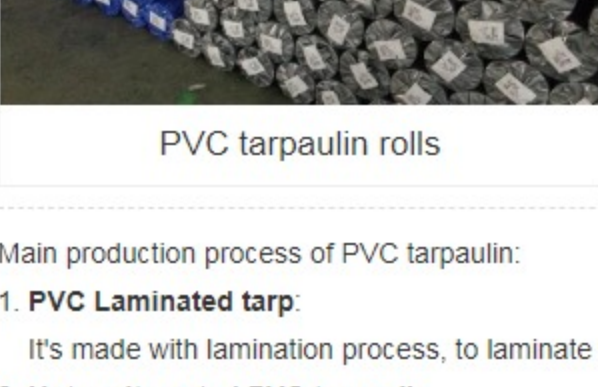 PVC tarpaulin rolls
Main production process of PVC tarpaulin:
1. PVC Laminated tarp:
It's made with lamination process, to laminate